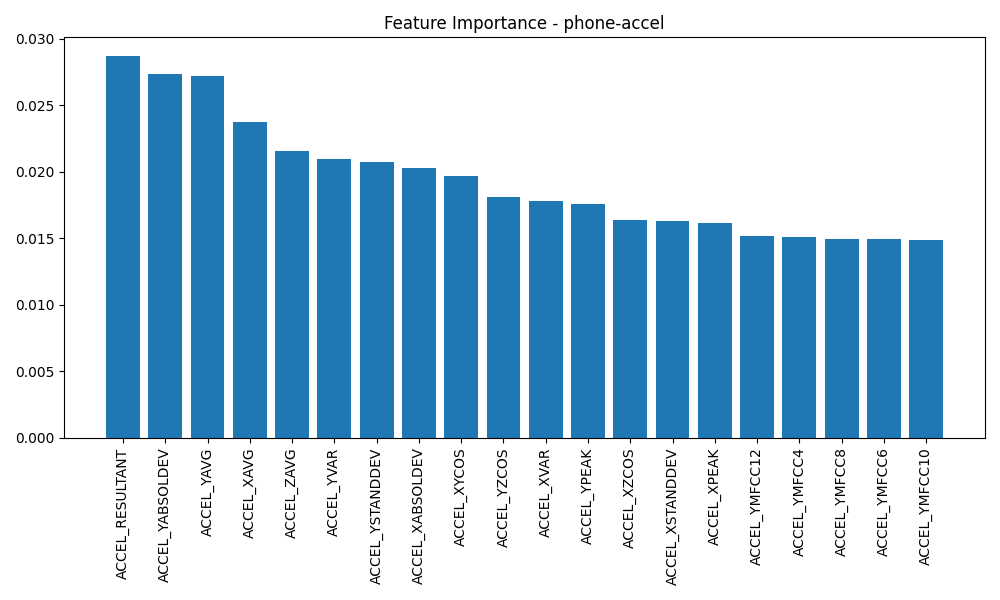 Feature Importance - phone-accel
0.030
0.025
0.020
0.015
0.010
0.005
0.000
ACCEL_RESULTANT
ACCEL_YABSOLDEV
ACCEL_YAVG
ACCEL_XAVG
ACCEL_ZAVG
ACCEL_YVAR
ACCEL_YSTANDDEV
ACCEL_XABSOLDEV
ACCEL_XYCOS
ACCEL_YZCOS
ACCEL_XVAR
ACCEL_YPEAK
ACCEL_XZCOS
ACCEL_XSTANDDEV
ACCEL_XPEAK
ACCEL_YMFCC12
ACCEL_YMFCC4
ACCEL_YMFCC8
ACCEL_YMFCC6
ACCEL_YMFCC10